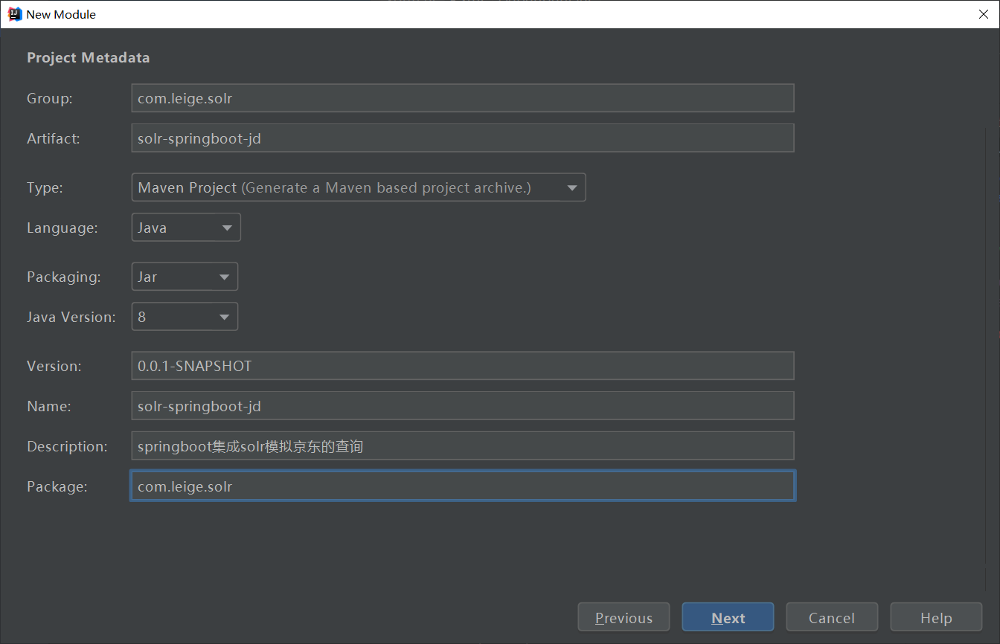 New Module
Project Metadata
Group: com.leige.solr
Artifact: solr-springboot-jd
Type: Maven Project (Generate a Maven based project archive.)
Language: Java
Packaging: Jar
Java Version: 8
Version: 0.0.1-SNAPSHOT
Name: solr-springboot-jd
Description: springboot集成solr模拟京东的查询
Package: com.leige.solr
Previous Next Cancel Help